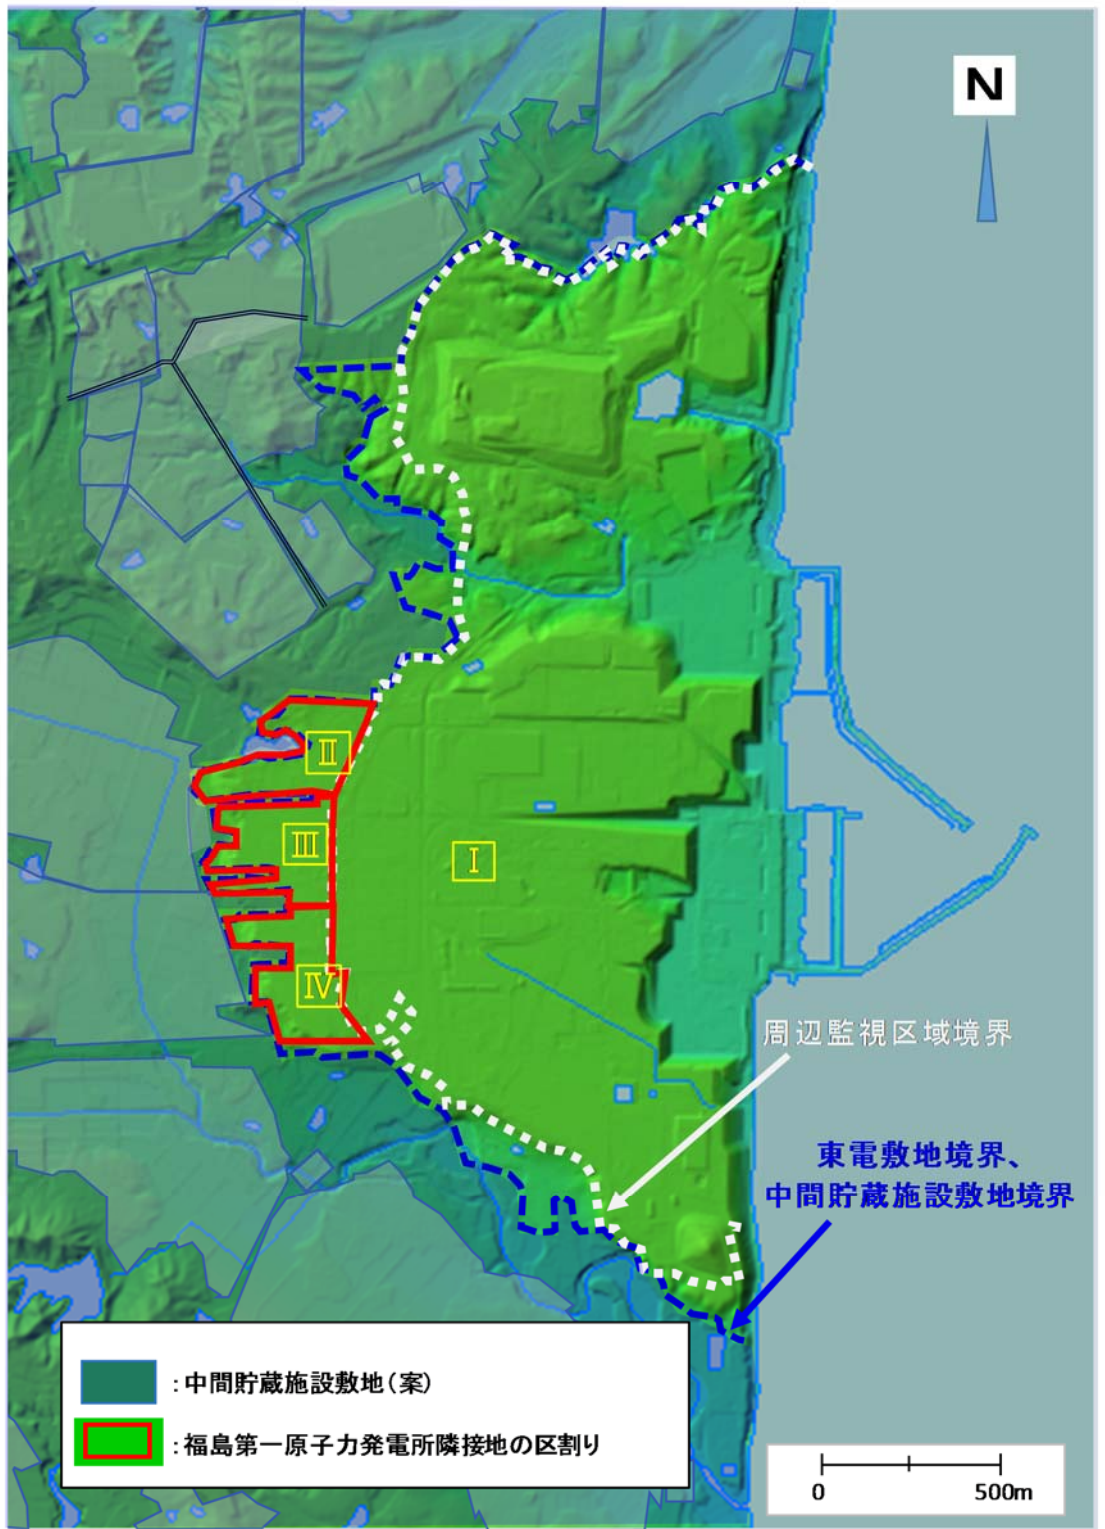 N
Ⅱ
Ⅲ
Ⅰ
Ⅳ
周辺監視区域境界
東電敷地境界、
中間貯蔵施設敷地境界
：中間貯蔵施設敷地（案）
：福島第一原子力発電所隣接地の区割り
0 500m